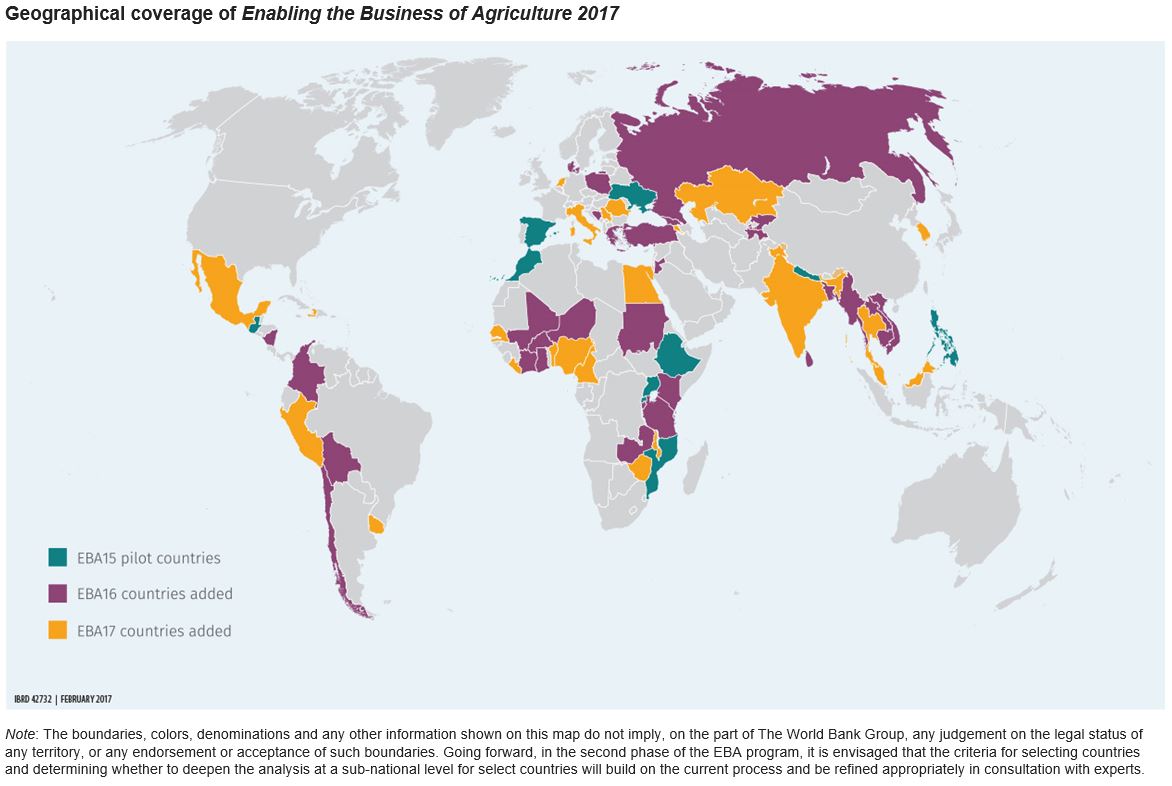 Geographical coverage of Enabling the Business of Agriculture 2017
EBA15 pilot countries
EBA16 countries added
EBA17 countries added
IBRD 42732 | FEBRUARY 2017
Note: The boundaries, colors, denominations and any other information shown on this map do not imply, on the part of The World Bank Group, any judgement on the legal status of
any territory, or any endorsement or acceptance of such boundaries. Going forward, in the second phase of the EBA program, it is envisaged that the criteria for selecting countries
and determining whether to deepen the analysis at a sub-national level for select countries will build on the current process and be refined appropriately in consultation with experts.